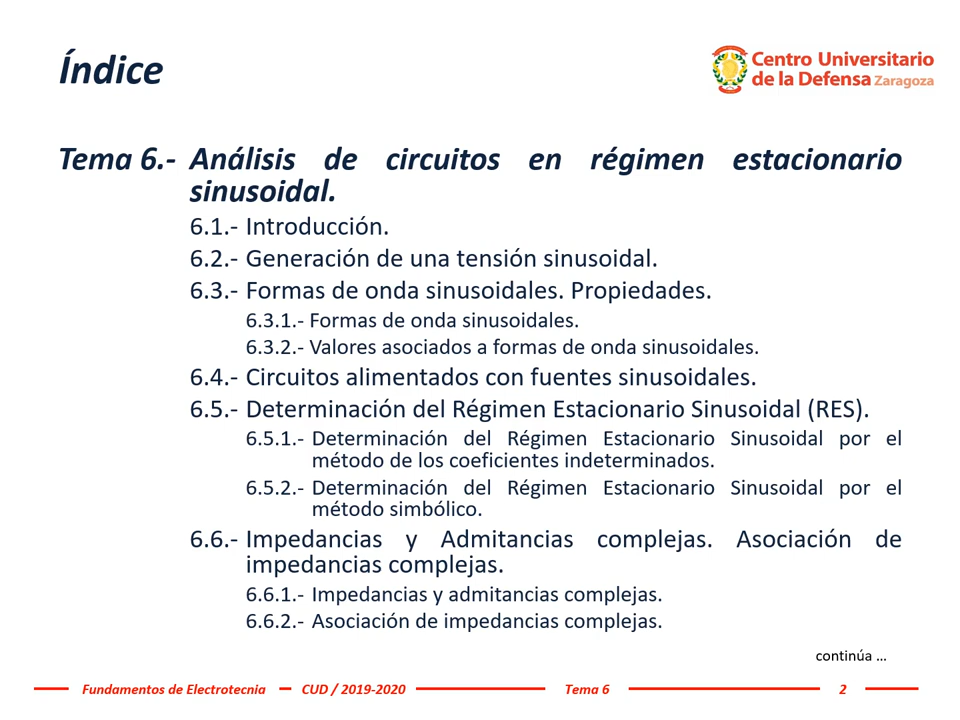 Índice
Centro Universitario
de la Defensa Zaragoza
Tema 6.- Análisis de circuitos en régimen estacionario
sinusoidal.
6.1.- Introducción.
6.2.- Generación de una tensión sinusoidal.
6.3.- Formas de onda sinusoidales. Propiedades.
6.3.1.- Formas de onda sinusoidales.
6.3.2.- Valores asociados a formas de onda sinusoidales.
6.4.- Circuitos alimentados con fuentes sinusoidales.
6.5.- Determinación del Régimen Estacionario Sinusoidal (RES).
6.5.1.- Determinación del Régimen Estacionario Sinusoidal por el
método de los coeficientes indeterminados.
6.5.2.- Determinación del Régimen Estacionario Sinusoidal por el
método simbólico.
6.6.- Impedancias y Admitancias complejas. Asociación de
impedancias complejas.
6.6.1.- Impedancias y admitancias complejas.
6.6.2.- Asociación de impedancias complejas.
continúa ...
Fundamentos de Electrotecnia CUD / 2019-2020 Tema 6 2